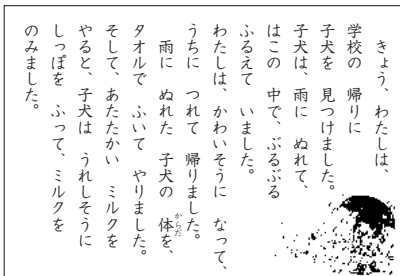 きょう、わたしは、
学校の 帰りに
子犬を 見つけました。
子犬は、雨に ぬれて、
はこの 中で、ぶるぶる
ふるえて いました。
わたしは、かわいそうに なって、
うちに つれて 帰りました。
雨に ぬれた 子犬の 体を、
からだ
タオルで ふいて やりました。
そして、あたたかい ミルクを
やると、子犬は うれしそうに
しっぽを ふって、ミルクを
のみました。